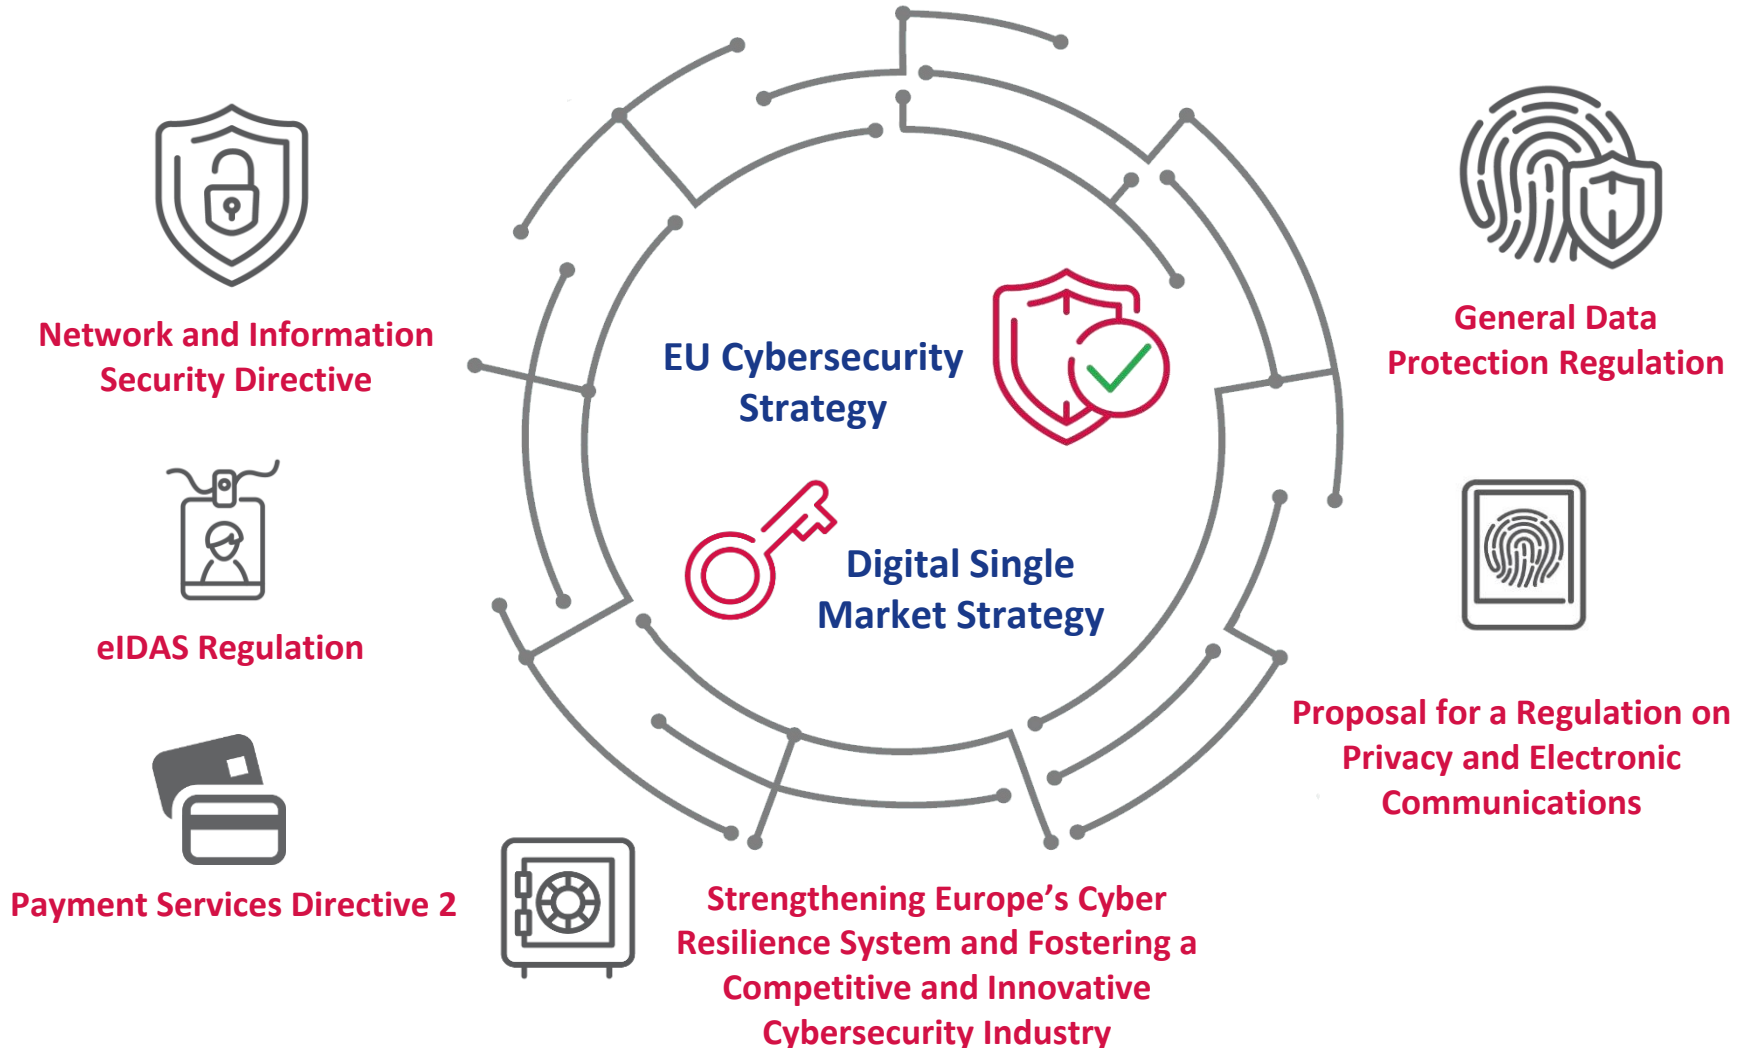 Network and Information
Security Directive
eIDAS Regulation
Payment Services Directive 2
EU Cybersecurity
Strategy
Digital Single
Market Strategy
Strengthening Europe’s Cyber
Resilience System and Fostering a
Competitive and Innovative
Cybersecurity Industry
General Data
Protection Regulation
Proposal for a Regulation on
Privacy and Electronic
Communications